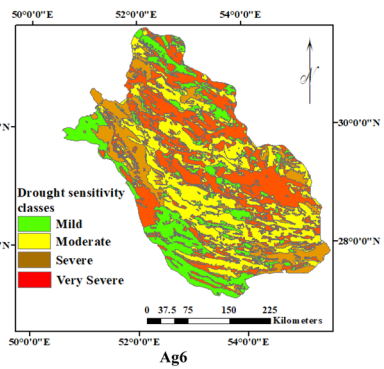 50°0'0"E 52°0'0"E 54°0'0"E
N
30°0'0"N
"N
28°0'0"N
"N
Drought sensitivity
classes
Mild
Moderate
Severe
Very Severe
0 37.5 75 150 225
Kilometers
50°0'0"E 52°0'0"E 54°0'0"E
Ag6